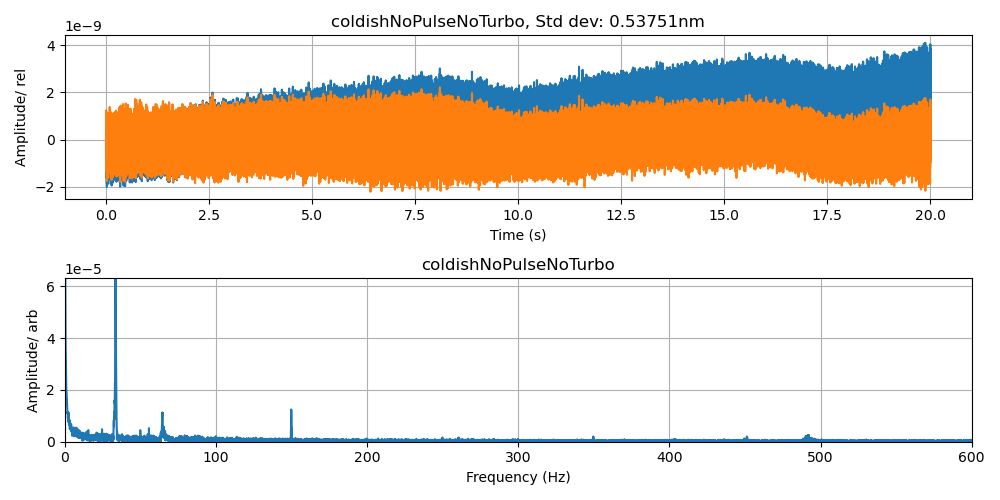 coldishNoPulseNoTurbo, Std dev: 0.53751nm
1e−9
4
2
0
−2
Amplitude/ rel
0.0 2.5 5.0 7.5 10.0 12.5 15.0 17.5 20.0
Time (s)
coldishNoPulseNoTurbo
1e−5
6
4
2
0
Amplitude/ arb
0 100 200 300 400 500 600
Frequency (Hz)